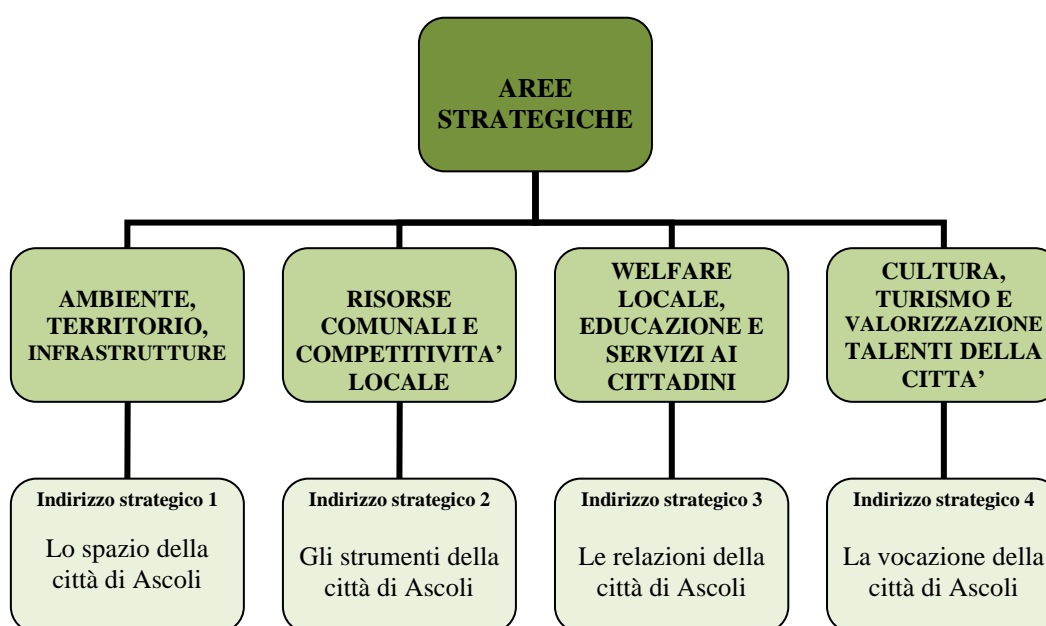 AREE
STRATEGICHE
AMBIENTE,
TERRITORIO,
INFRASTRUTTURE
RISORSE
COMUNALI E
COMPETITIVITA’
LOCALE
WELFARE
LOCALE,
EDUCAZIONE E
SERVIZI AI
CITTADINI
CULTURA,
TURISMO E
VALORIZZAZIONE
TALENTI DELLA
CITTA’
Indirizzo strategico 1
Lo spazio della
città di Ascoli
Indirizzo strategico 2
Gli strumenti della
città di Ascoli
Indirizzo strategico 3
Le relazioni della
città di Ascoli
Indirizzo strategico 4
La vocazione della
città di Ascoli